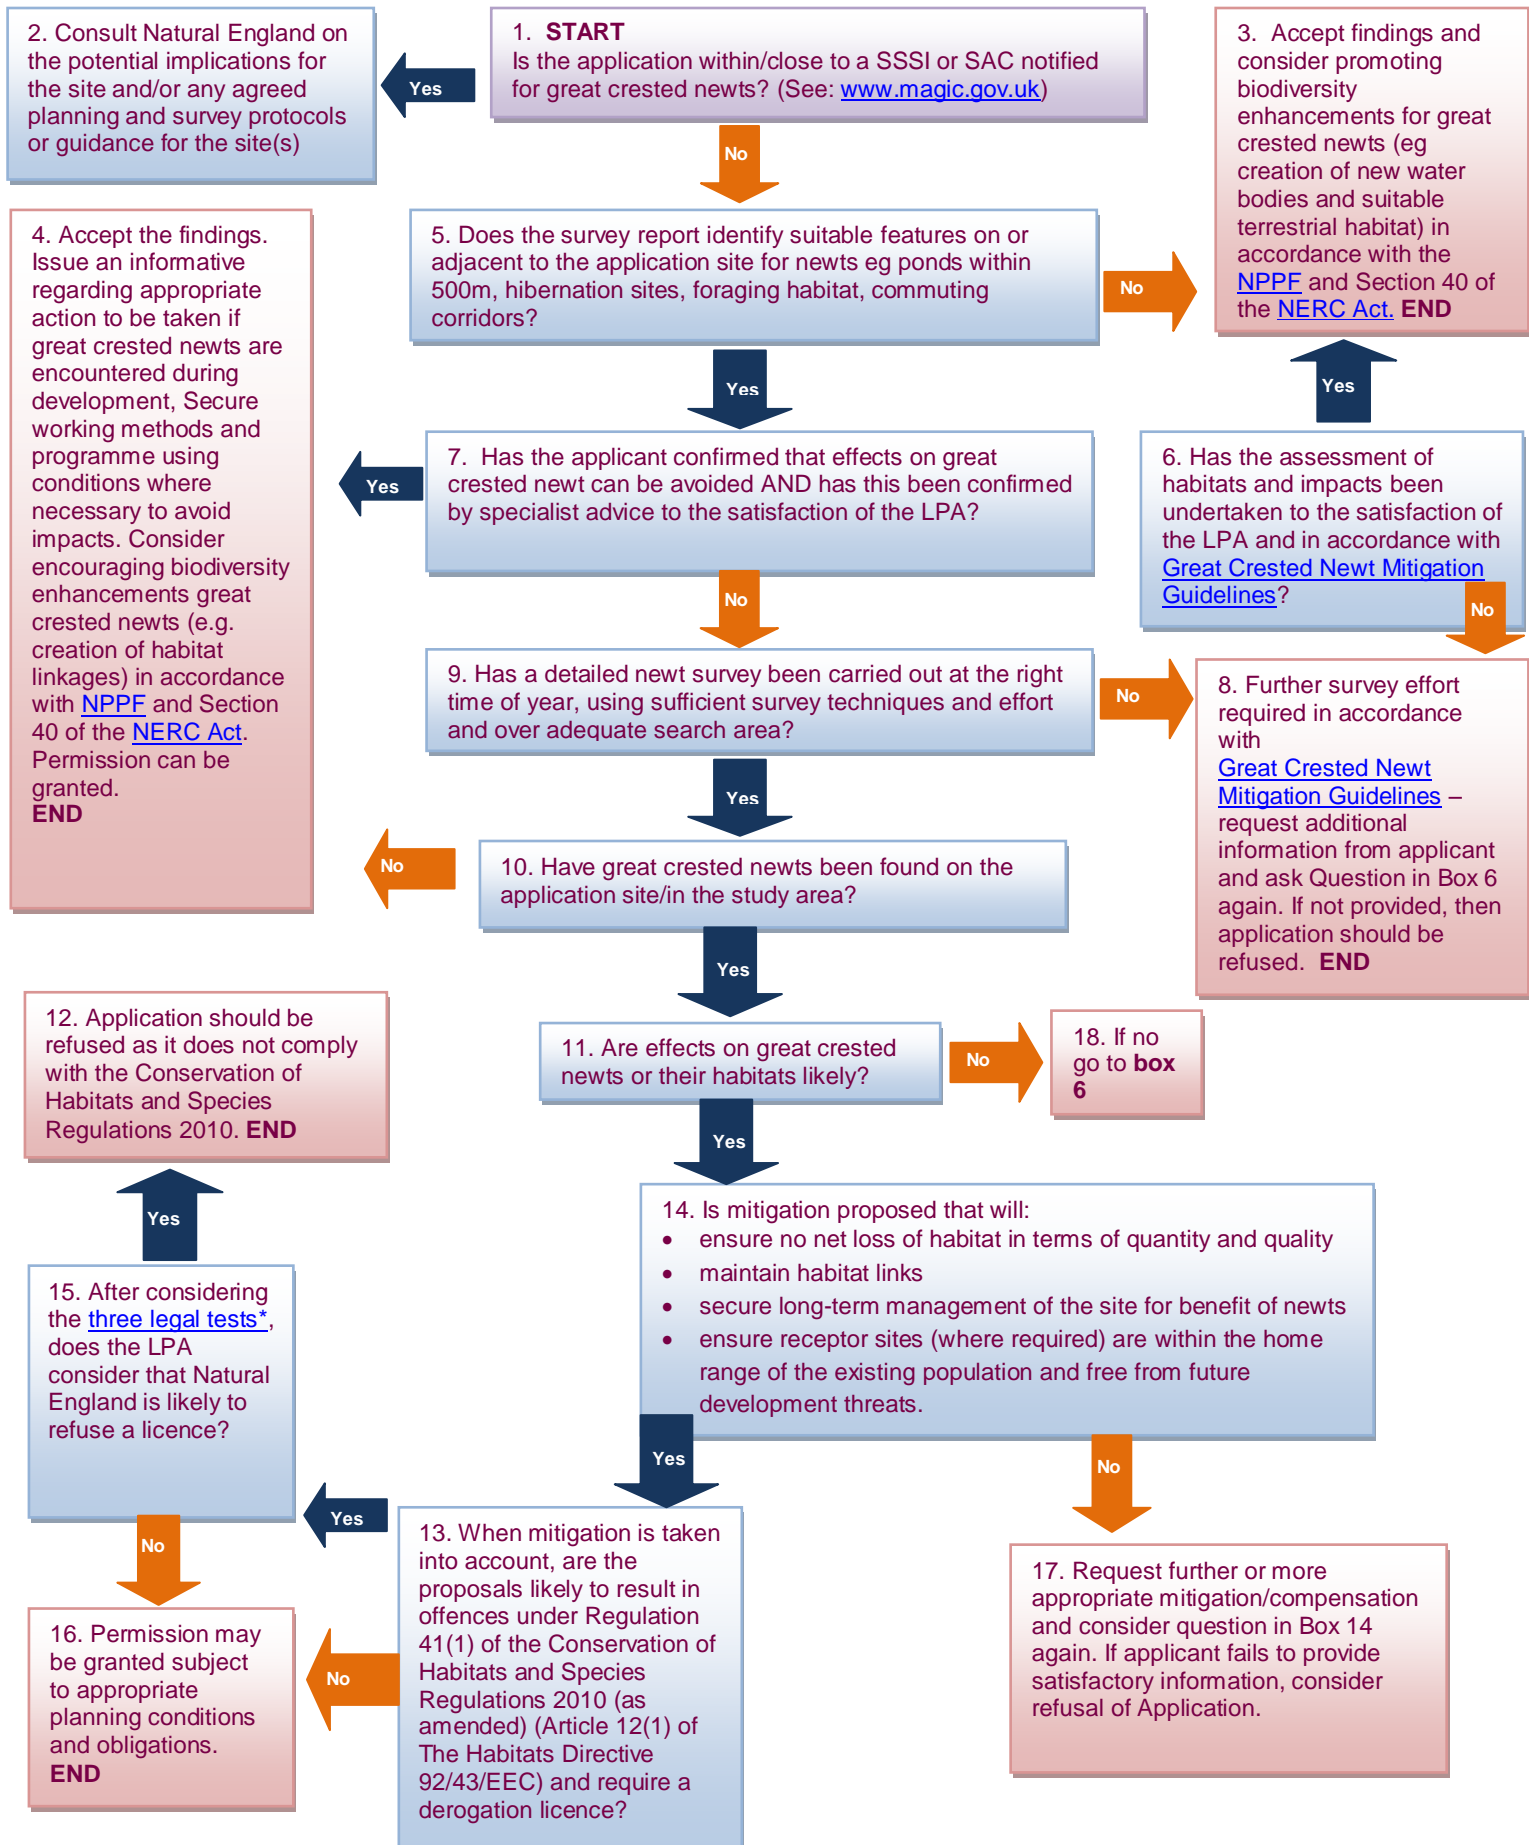 2. Consult Natural England on
the potential implications for
the site and/or any agreed
planning and survey protocols
or guidance for the site(s)
Yes
1. START
Is the application within/close to a SSSI or SAC notified
for great crested newts? (See: www.magic.gov.uk)
No
3. Accept findings and
consider promoting
biodiversity
enhancements for great
crested newts (eg
creation of new water
bodies and suitable
terrestrial habitat) in
accordance with the
NPPF and Section 40 of
the NERC Act. END
4. Accept the findings.
Issue an informative
regarding appropriate
action to be taken if
great crested newts are
encountered during
development, Secure
working methods and
programme using
conditions where
necessary to avoid
impacts. Consider
encouraging biodiversity
enhancements great
crested newts (e.g.
creation of habitat
linkages) in accordance
with NPPF and Section
40 of the NERC Act.
Permission can be
granted.
END
5. Does the survey report identify suitable features on or
adjacent to the application site for newts eg ponds within
500m, hibernation sites, foraging habitat, commuting
corridors?
No
Yes
Yes
7. Has the applicant confirmed that effects on great
crested newt can be avoided AND has this been confirmed
by specialist advice to the satisfaction of the LPA?
Yes
No
6. Has the assessment of
habitats and impacts been
undertaken to the satisfaction of
the LPA and in accordance with
Great Crested Newt Mitigation
Guidelines?
No
9. Has a detailed newt survey been carried out at the right
time of year, using sufficient survey techniques and effort
and over adequate search area?
No
Yes
8. Further survey effort
required in accordance
with
Great Crested Newt
Mitigation Guidelines –
request additional
information from applicant
and ask Question in Box 6
again. If not provided, then
application should be
refused. END
10. Have great crested newts been found on the
application site/in the study area?
No
Yes
11. Are effects on great crested
newts or their habitats likely?
No
18. If no
go to box
6
Yes
12. Application should be
refused as it does not comply
with the Conservation of
Habitats and Species
Regulations 2010. END
Yes
14. Is mitigation proposed that will:
• ensure no net loss of habitat in terms of quantity and quality
• maintain habitat links
• secure long-term management of the site for benefit of newts
• ensure receptor sites (where required) are within the home
range of the existing population and free from future
development threats.
Yes
No
15. After considering
the three legal tests*,
does the LPA
consider that Natural
England is likely to
refuse a licence?
Yes
No
13. When mitigation is taken
into account, are the
proposals likely to result in
offences under Regulation
41(1) of the Conservation of
Habitats and Species
Regulations 2010 (as
amended) (Article 12(1) of
The Habitats Directive
92/43/EEC) and require a
derogation licence?
No
16. Permission may
be granted subject
to appropriate
planning conditions
and obligations.
END
17. Request further or more
appropriate mitigation/compensation
and consider question in Box 14
again. If applicant fails to provide
satisfactory information, consider
refusal of Application.